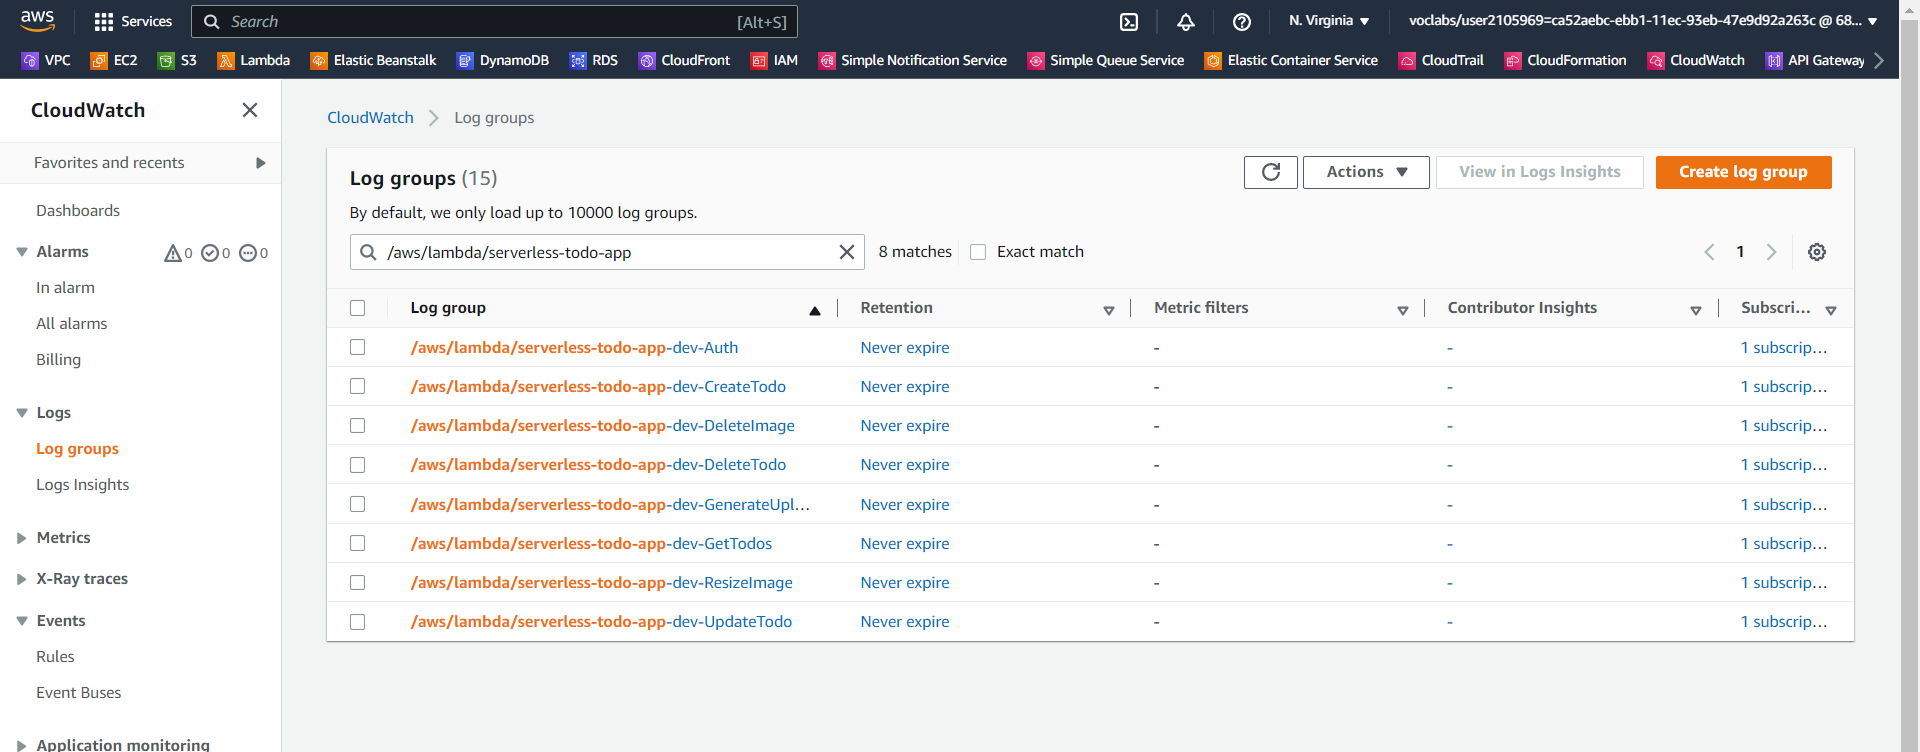 aws Services Search [Alt+S] N. Virginia voclabs/user2105969=ca52aebc-ebb1-11ec-93eb-47e9d92a263c @ 68...
VPC EC2 S3 Lambda Elastic Beanstalk DynamoDB RDS CloudFront IAM Simple Notification Service Simple Queue Service Elastic Container Service CloudTrail CloudFormation CloudWatch API Gateway
CloudWatch
Favorites and recents
Dashboards
Alarms 0 0 0
In alarm
All alarms
Billing
Logs
Log groups
Logs Insights
Metrics
X-Ray traces
Events
Rules
Event Buses
Application monitoring
CloudWatch Log groups
Log groups (15)
Actions View in Logs Insights Create log group
By default, we only load up to 10000 log groups.
/aws/lambda/serverless-todo-app 8 matches Exact match 1
Log group Retention Metric filters Contributor Insights Subscri...
/aws/lambda/serverless-todo-app-dev-Auth Never expire - - 1 subscrip...
/aws/lambda/serverless-todo-app-dev-CreateTodo Never expire - - 1 subscrip...
/aws/lambda/serverless-todo-app-dev-DeleteImage Never expire - - 1 subscrip...
/aws/lambda/serverless-todo-app-dev-DeleteTodo Never expire - - 1 subscrip...
/aws/lambda/serverless-todo-app-dev-GenerateUpl... Never expire - - 1 subscrip...
/aws/lambda/serverless-todo-app-dev-GetTodos Never expire - - 1 subscrip...
/aws/lambda/serverless-todo-app-dev-ResizeImage Never expire - - 1 subscrip...
/aws/lambda/serverless-todo-app-dev-UpdateTodo Never expire - - 1 subscrip...